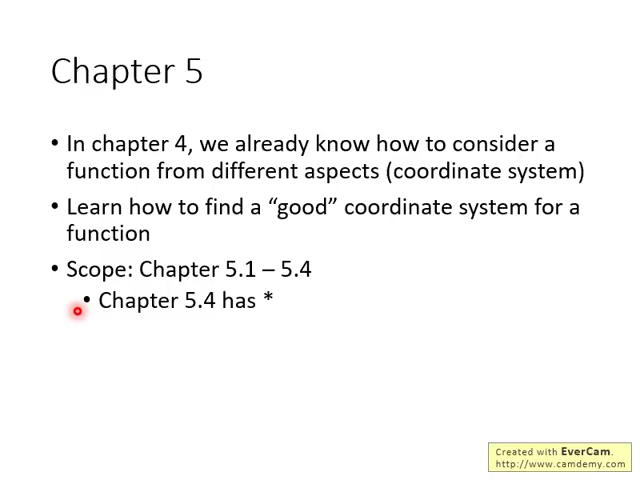 Chapter 5
• In chapter 4, we already know how to consider a
function from different aspects (coordinate system)
• Learn how to find a “good” coordinate system for a
function
• Scope: Chapter 5.1 – 5.4
• Chapter 5.4 has *
Created with EverCam.
http://www.camdemy.com